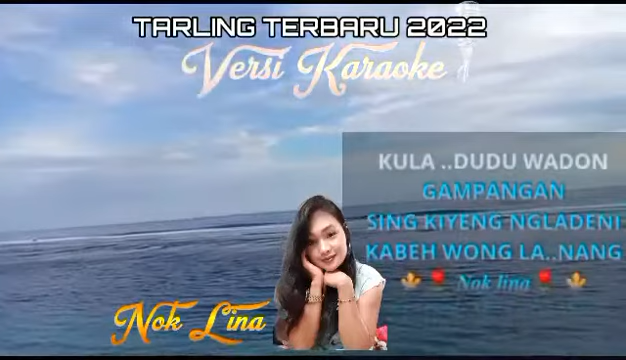 TARLING TERBARU 2022
Versi Karaoke
KULA ..DUDU WADON
GAMPANGAN
SING KIYENG NGLADENI
KABEH WONG LA..NANG
Nok lina
Nok Lina